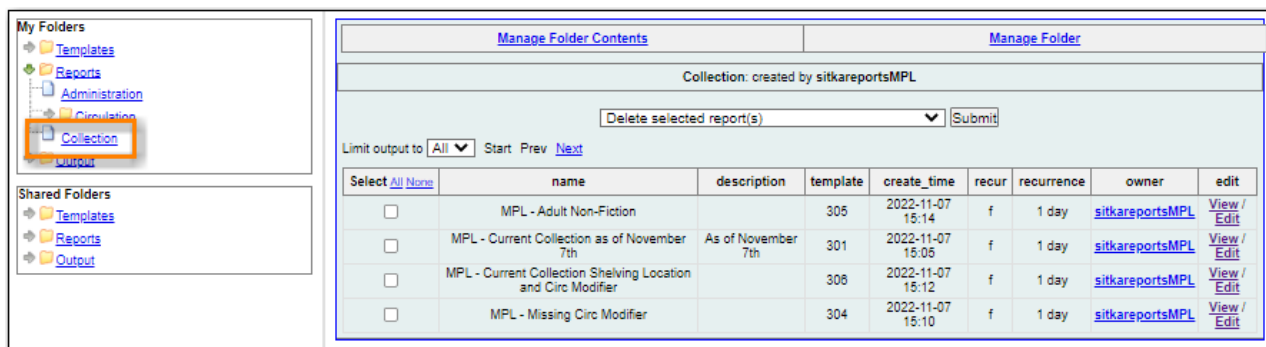 My Folders
Templates
Reports
Administration
Circulation
Collection
Output
Shared Folders
Templates
Reports
Output
Manage Folder Contents Manage Folder
Collection: created by sitkareportsMPL
Delete selected report(s) Submit
Limit output to All Start Prev Next
Select All None name description template create_time recur recurrence owner edit
MPL - Adult Non-Fiction 305 2022-11-07 15:14 f 1 day sitkareportsMPL View / Edit
MPL - Current Collection as of November 7th As of November 7th 301 2022-11-07 15:05 f 1 day sitkareportsMPL View / Edit
MPL - Current Collection Shelving Location and Circ Modifier 306 2022-11-07 15:12 f 1 day sitkareportsMPL View / Edit
MPL - Missing Circ Modifier 304 2022-11-07 15:10 f 1 day sitkareportsMPL View / Edit